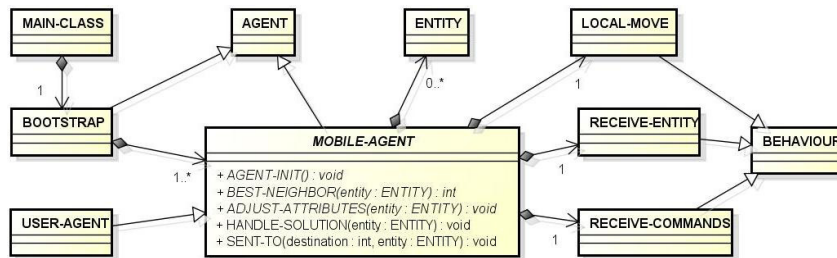 MAIN-CLASS
AGENT
ENTITY
LOCAL-MOVE
1
0..*
1
BOOTSTRAP
MOBILE-AGENT
RECEIVE-ENTITY
BEHAVIOUR
1..*
1
+ AGENT-INIT() : void
+ BEST-NEIGHBOR(entity : ENTITY) : int
+ ADJUST-ATTRIBUTES(entity : ENTITY) : void
+ HANDLE-SOLUTION(entity : ENTITY) : void
+ SENT-TO(destination : int, entity : ENTITY) : void
USER-AGENT
RECEIVE-COMMANDS
1